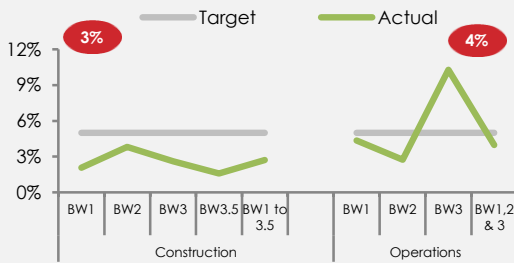 Target Actual
3% 4%
12%
9%
6%
3%
0%
BW1 BW2 BW3 BW3.5 BW1 to 3.5 BW1 BW2 BW3 BW1,2 & 3
Construction Operations